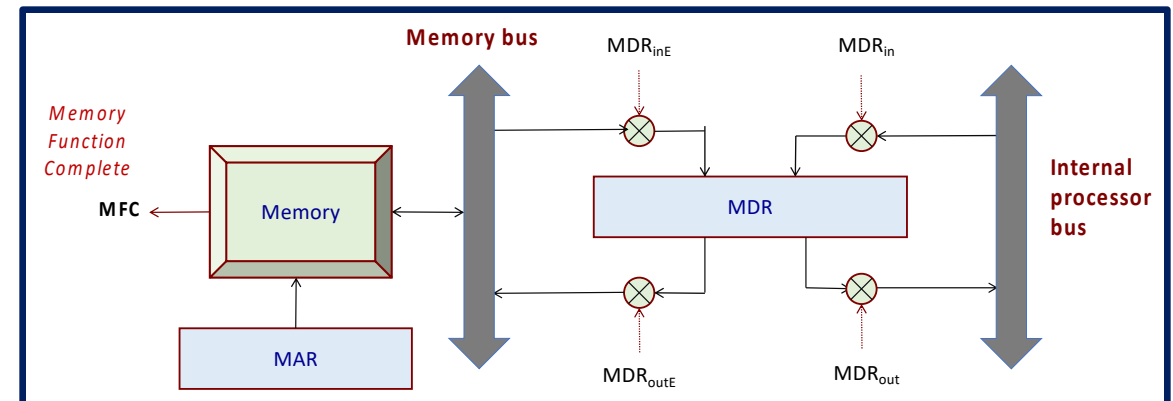 Memory bus
MDRinE
MDRin
Memory
Function
Complete
MFC
Memory
MDR
Internal
processor
bus
MAR
MDRoutE
MDRout